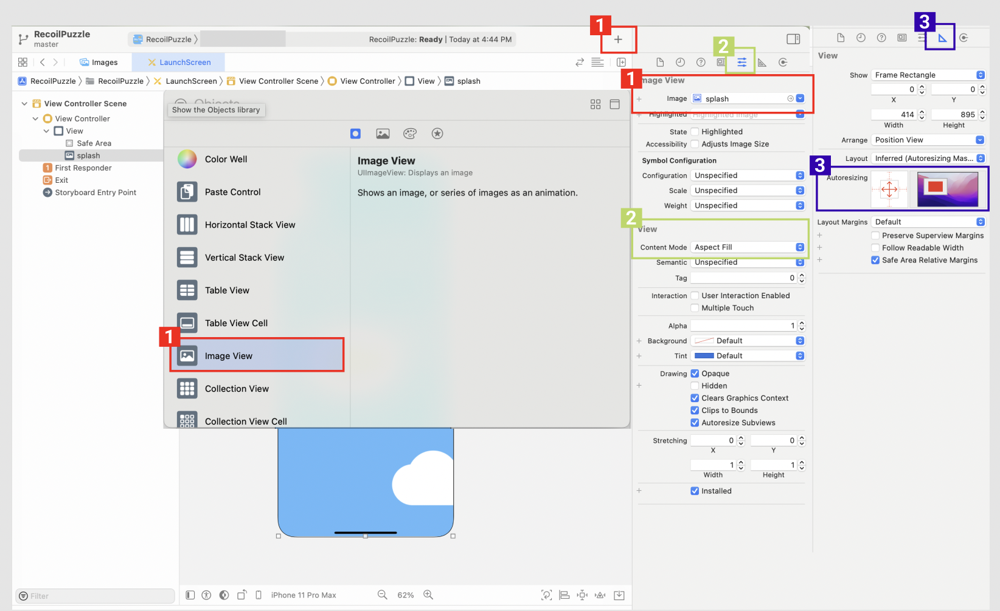 1
3
2
RecoilPuzzle
master
RecoilPuzzle
RecoilPuzzle: Ready | Today at 4:44 PM
Images
LaunchScreen
RecoilPuzzle
RecoilPuzzle
LaunchScreen
View Controller Scene
View Controller
View
splash
View Controller Scene
View Controller
View
Safe Area
splash
1
First Responder
Exit
Storyboard Entry Point
Filter
Objects
Show the Objects library
Color Well
Paste Control
Horizontal Stack View
Vertical Stack View
Table View
Table View Cell
1
Image View
Collection View
Collection View Cell
Image View
UIImageView: Displays an image
Shows an image, or series of images as an animation.
iPhone 11 Pro Max
62%
1
mage View
Image
splash
Highlighted
Highlighted Image
State
Highlighted
Accessibility
Adjusts Image Size
Symbol Configuration
Configuration
Unspecified
Scale
Unspecified
Weight
Unspecified
2
View
Content Mode
Aspect Fill
Semantic
Unspecified
Tag
0
Interaction
User Interaction Enabled
Multiple Touch
Alpha
1
Background
Default
Tint
Default
Drawing
Opaque
Hidden
Clears Graphics Context
Clips to Bounds
Autoresize Subviews
Stretching
0
0
X
Y
1
1
Width
Height
Installed
View
Show
Frame Rectangle
0
0
X
Y
414
895
Width
Height
Arrange
Position View
Layout
Inferred (Autoresizing Mas...
3
Autoresizing
Layout Margins
Default
Preserve Superview Margins
Follow Readable Width
Safe Area Relative Margins